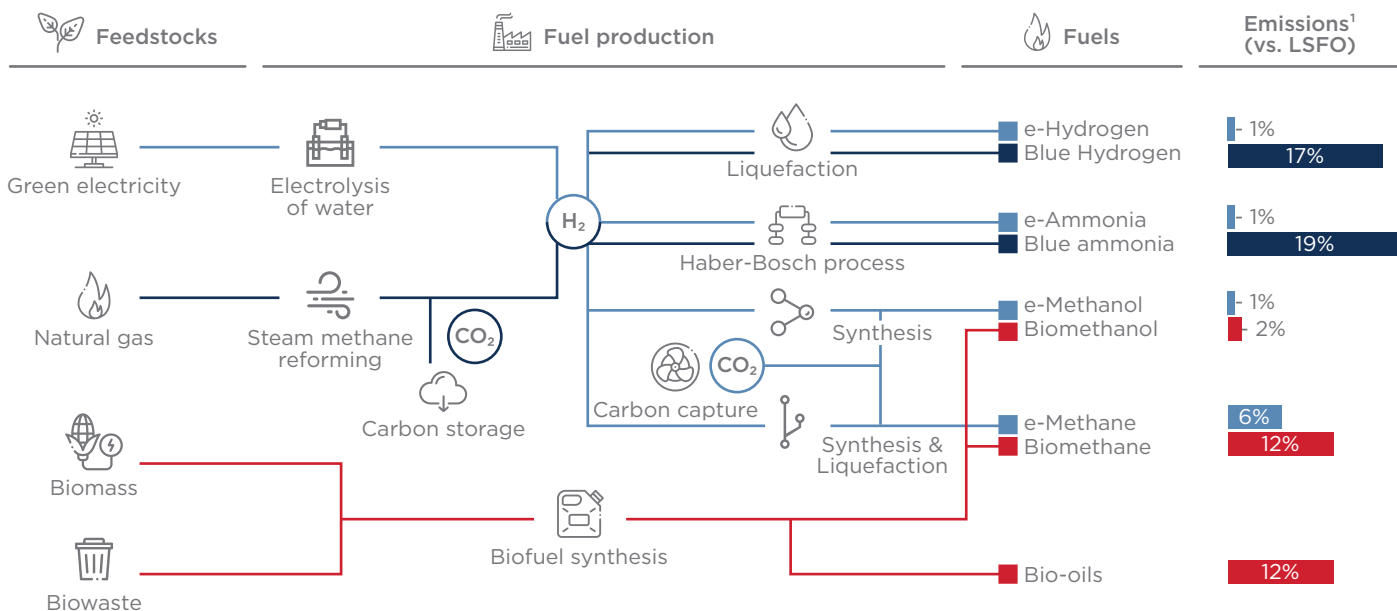 Feedstocks
Fuel production
Fuels
Emissions¹
(vs. LSFO)
Green electricity
Electrolysis
of water
H₂
Liquefaction
e-Hydrogen
1%
Blue Hydrogen
17%
Haber-Bosch process
e-Ammonia
1%
Blue ammonia
19%
Natural gas
Steam methane
reforming
CO₂
Carbon storage
Synthesis
e-Methanol
1%
Biomethanol
2%
CO₂
Carbon capture
Synthesis &
Liquefaction
e-Methane
6%
Biomethane
12%
Biomass
Biowaste
Biofuel synthesis
Bio-oils
12%